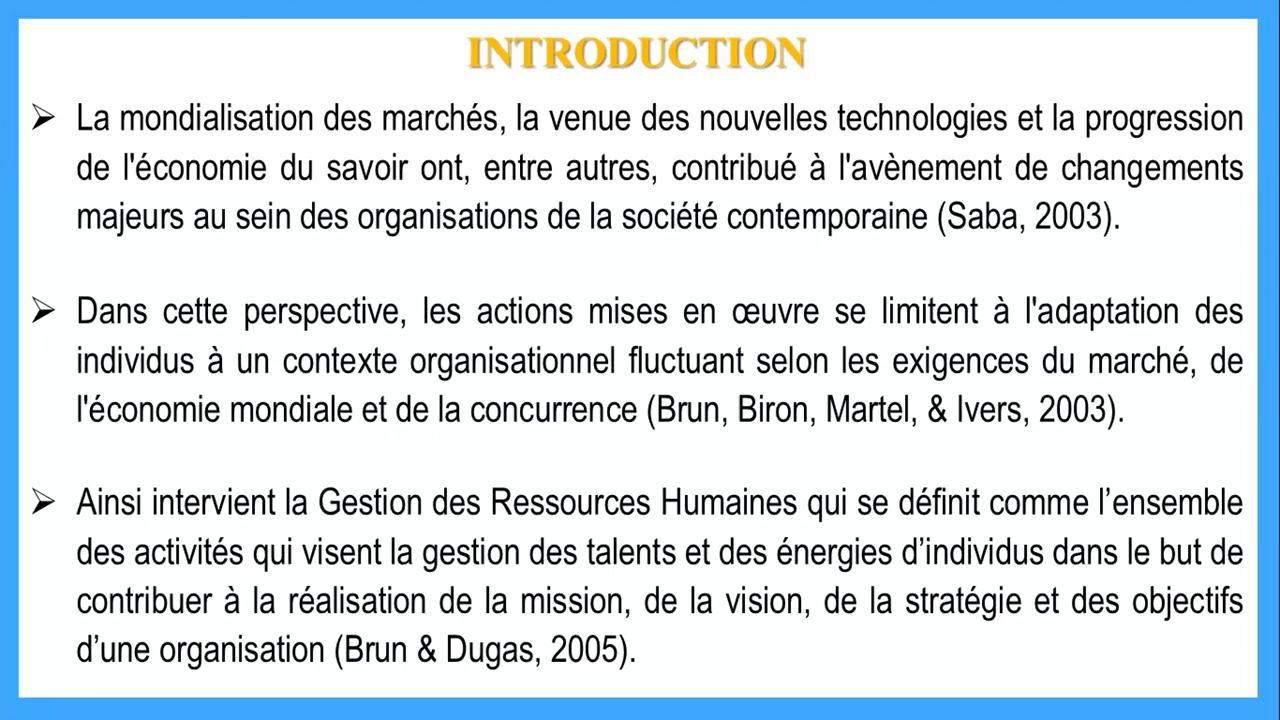 INTRODUCTION
➢ La mondialisation des marchés, la venue des nouvelles technologies et la progression
de l'économie du savoir ont, entre autres, contribué à l'avènement de changements
majeurs au sein des organisations de la société contemporaine (Saba, 2003).
➢ Dans cette perspective, les actions mises en œuvre se limitent à l'adaptation des
individus à un contexte organisationnel fluctuant selon les exigences du marché, de
l'économie mondiale et de la concurrence (Brun, Biron, Martel, & Ivers, 2003).
➢ Ainsi intervient la Gestion des Ressources Humaines qui se définit comme l’ensemble
des activités qui visent la gestion des talents et des énergies d’individus dans le but de
contribuer à la réalisation de la mission, de la vision, de la stratégie et des objectifs
d’une organisation (Brun & Dugas, 2005).